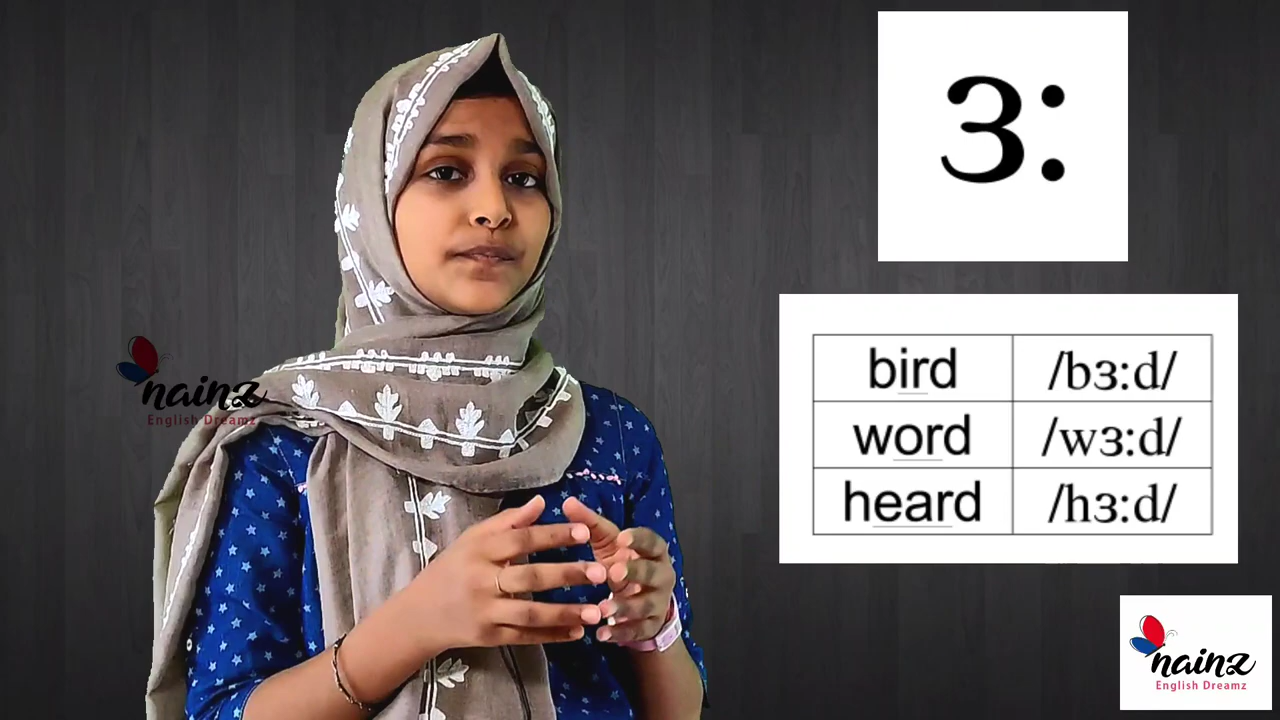 ɜ:
bird /bɜ:d/
word /wɜ:d/
heard /hɜ:d/
nainz
English Dreamz
nainz
English Dreamz